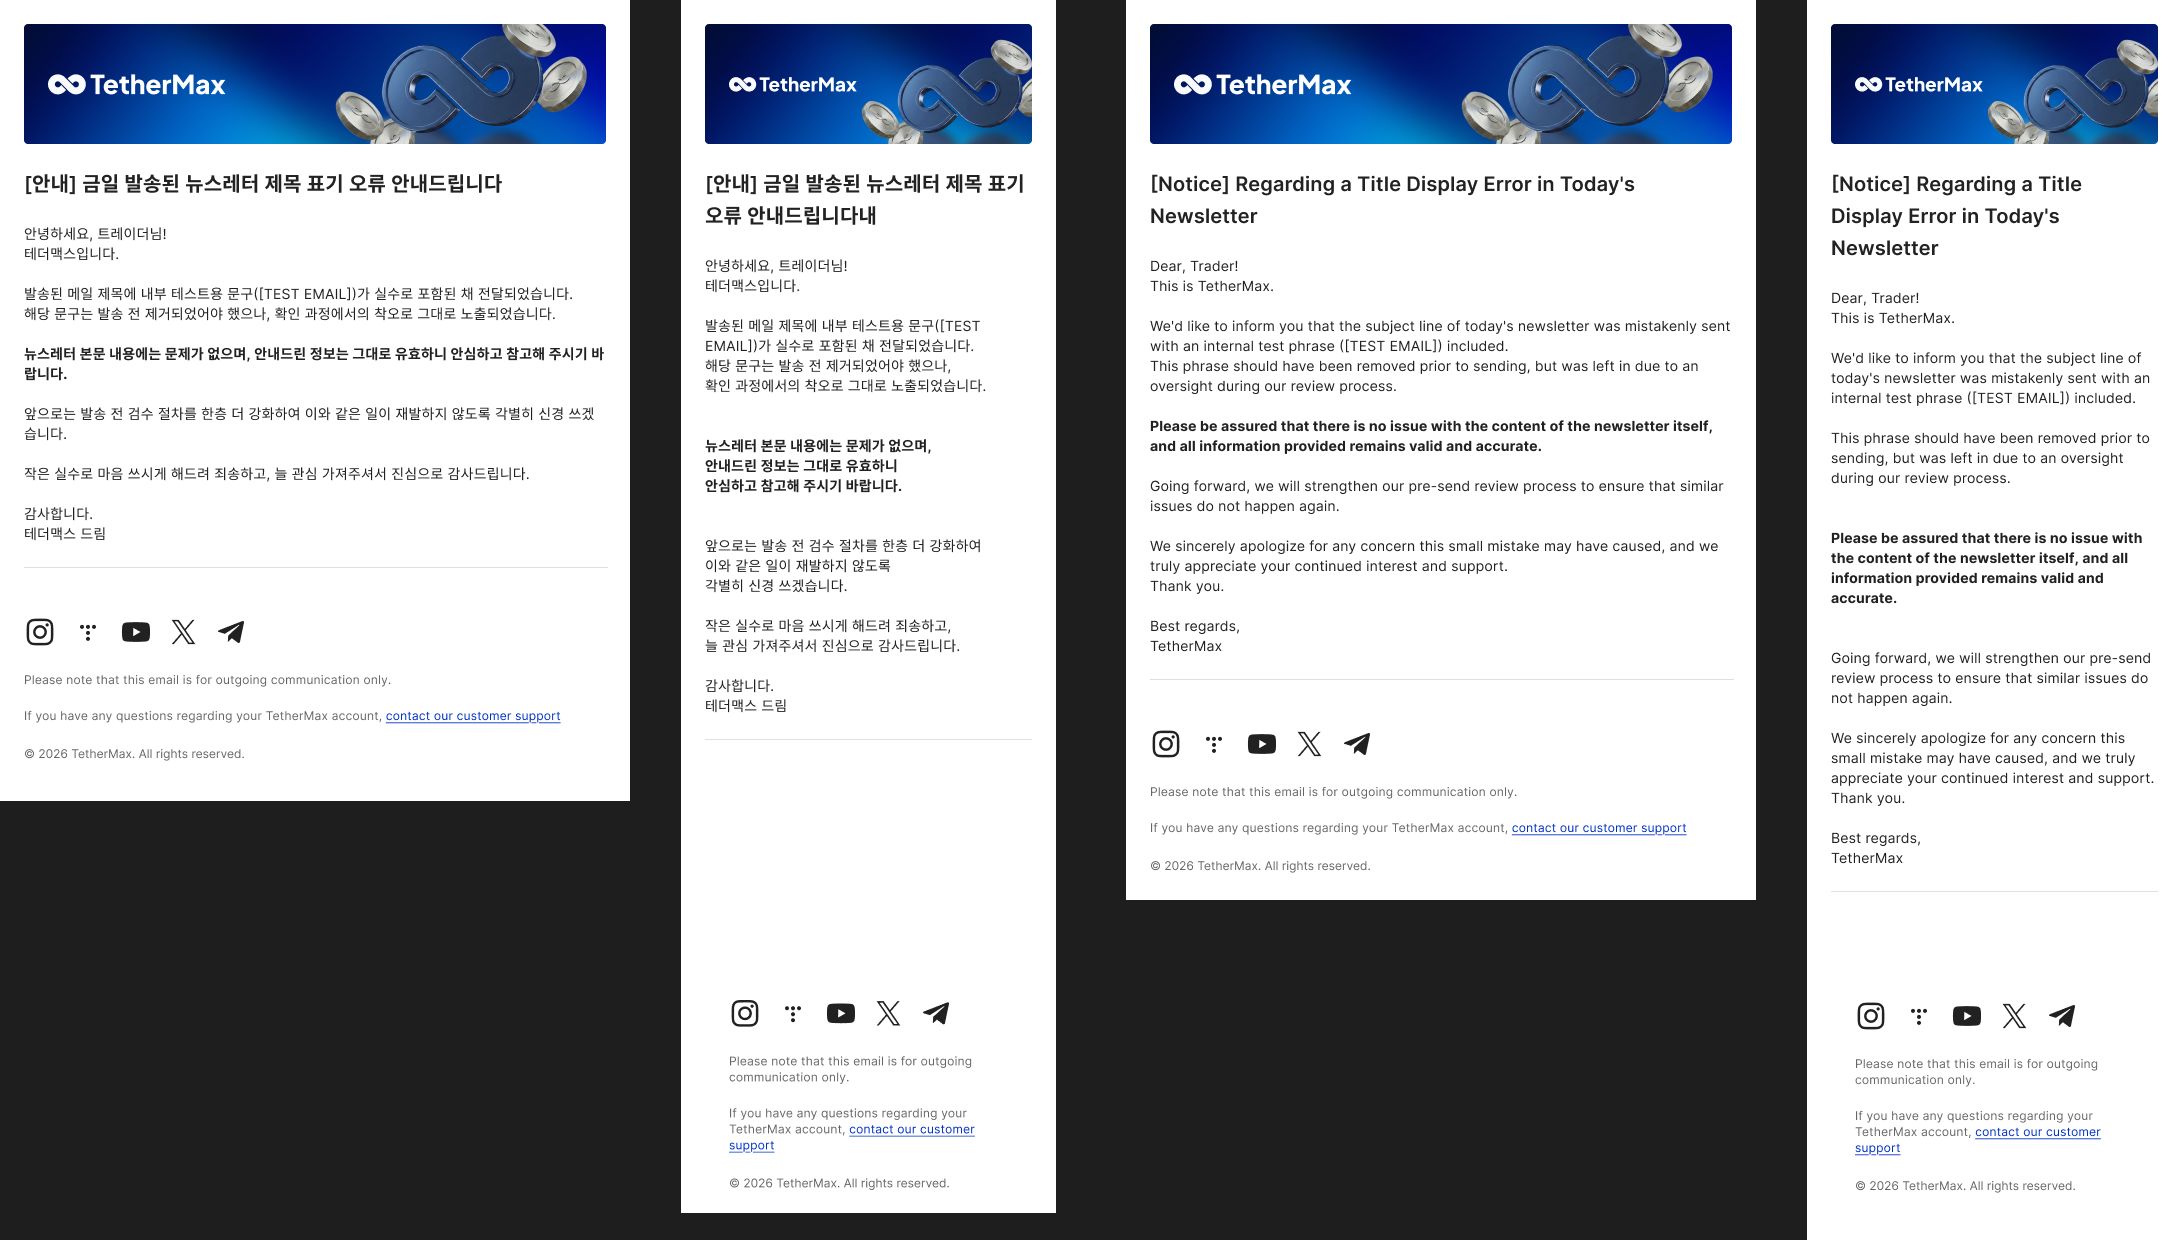 TetherMax
[안내] 금일 발송된 뉴스레터 제목 표기 오류 안내드립니다
안녕하세요, 트레이더님!
테더맥스입니다.
발송된 메일 제목에 내부 테스트용 문구([TEST EMAIL])가 실수로 포함된 채 전달되었습니다.
해당 문구는 발송 전 제거되었어야 했으나, 확인 과정에서의 착오로 그대로 노출되었습니다.
뉴스레터 본문 내용에는 문제가 없으며, 안내드린 정보는 그대로 유효하니 안심하고 참고해 주시기 바
랍니다.
앞으로는 발송 전 검수 절차를 한층 더 강화하여 이와 같은 일이 재발하지 않도록 각별히 신경 쓰겠
습니다.
작은 실수로 마음 쓰시게 해드려 죄송하고, 늘 관심 가져주셔서 진심으로 감사드립니다.
감사합니다.
테더맥스 드림
Please note that this email is for outgoing communication only.
If you have any questions regarding your TetherMax account, contact our customer support
© 2026 TetherMax. All rights reserved.
TetherMax
[안내] 금일 발송된 뉴스레터 제목 표기
오류 안내드립니다내
안녕하세요, 트레이더님!
테더맥스입니다.
발송된 메일 제목에 내부 테스트용 문구([TEST
EMAIL])가 실수로 포함된 채 전달되었습니다.
해당 문구는 발송 전 제거되었어야 했으나,
확인 과정에서의 착오로 그대로 노출되었습니다.
뉴스레터 본문 내용에는 문제가 없으며,
안내드린 정보는 그대로 유효하니
안심하고 참고해 주시기 바랍니다.
앞으로는 발송 전 검수 절차를 한층 더 강화하여
이와 같은 일이 재발하지 않도록
각별히 신경 쓰겠습니다.
작은 실수로 마음 쓰시게 해드려 죄송하고,
늘 관심 가져주셔서 진심으로 감사드립니다.
감사합니다.
테더맥스 드림
Please note that this email is for outgoing
communication only.
If you have any questions regarding your
TetherMax account, contact our customer
support
© 2026 TetherMax. All rights reserved.
TetherMax
[Notice] Regarding a Title Display Error in Today's
Newsletter
Dear, Trader!
This is TetherMax.
We'd like to inform you that the subject line of today's newsletter was mistakenly sent
with an internal test phrase ([TEST EMAIL]) included.
This phrase should have been removed prior to sending, but was left in due to an
oversight during our review process.
Please be assured that there is no issue with the content of the newsletter itself,
and all information provided remains valid and accurate.
Going forward, we will strengthen our pre-send review process to ensure that similar
issues do not happen again.
We sincerely apologize for any concern this small mistake may have caused, and we
truly appreciate your continued interest and support.
Thank you.
Best regards,
TetherMax
Please note that this email is for outgoing communication only.
If you have any questions regarding your TetherMax account, contact our customer support
© 2026 TetherMax. All rights reserved.
TetherMax
[Notice] Regarding a Title
Display Error in Today's
Newsletter
Dear, Trader!
This is TetherMax.
We'd like to inform you that the subject line of
today's newsletter was mistakenly sent with an
internal test phrase ([TEST EMAIL]) included.
This phrase should have been removed prior to
sending, but was left in due to an oversight
during our review process.
Please be assured that there is no issue with
the content of the newsletter itself, and all
information provided remains valid and
accurate.
Going forward, we will strengthen our pre-send
review process to ensure that similar issues do
not happen again.
We sincerely apologize for any concern this
small mistake may have caused, and we truly
appreciate your continued interest and support.
Thank you.
Best regards,
TetherMax
Please note that this email is for outgoing
communication only.
If you have any questions regarding your
TetherMax account, contact our customer
support
© 2026 TetherMax. All rights reserved.